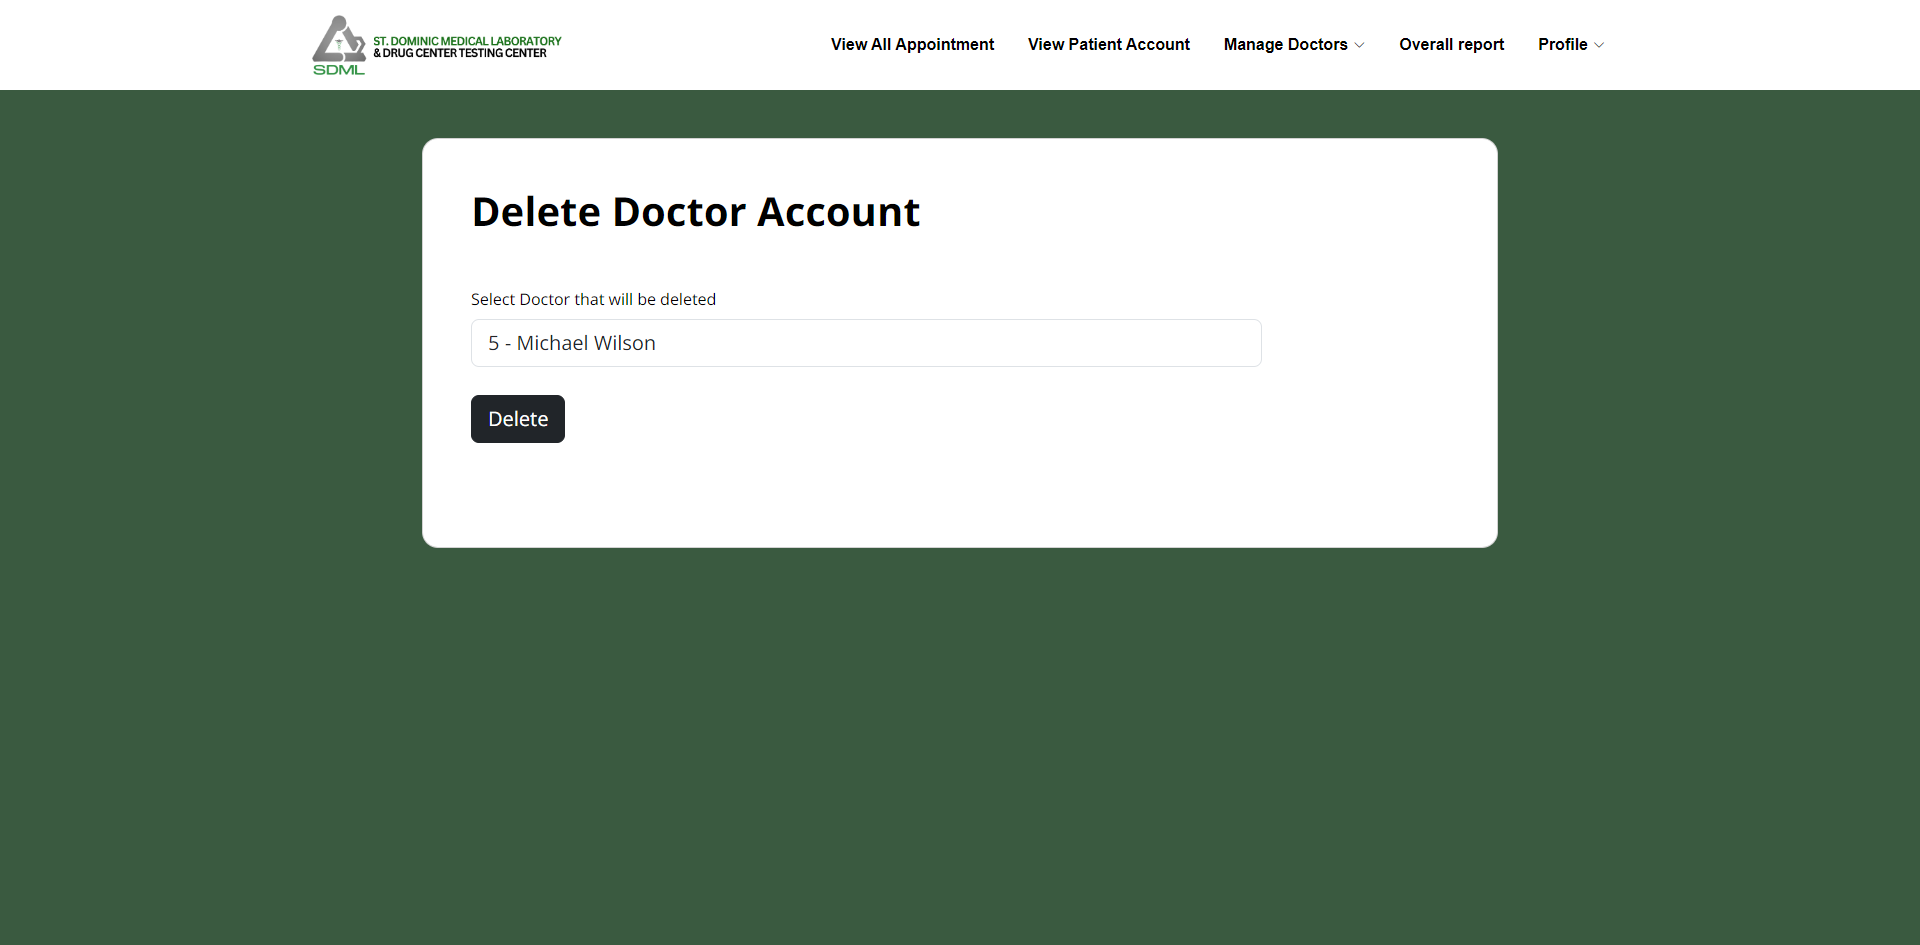 ST. DOMINIC MEDICAL LABORATORY
& DRUG CENTER TESTING CENTER
SDML
View All Appointment
View Patient Account
Manage Doctors
Overall report
Profile
Delete Doctor Account
Select Doctor that will be deleted
5 - Michael Wilson
Delete